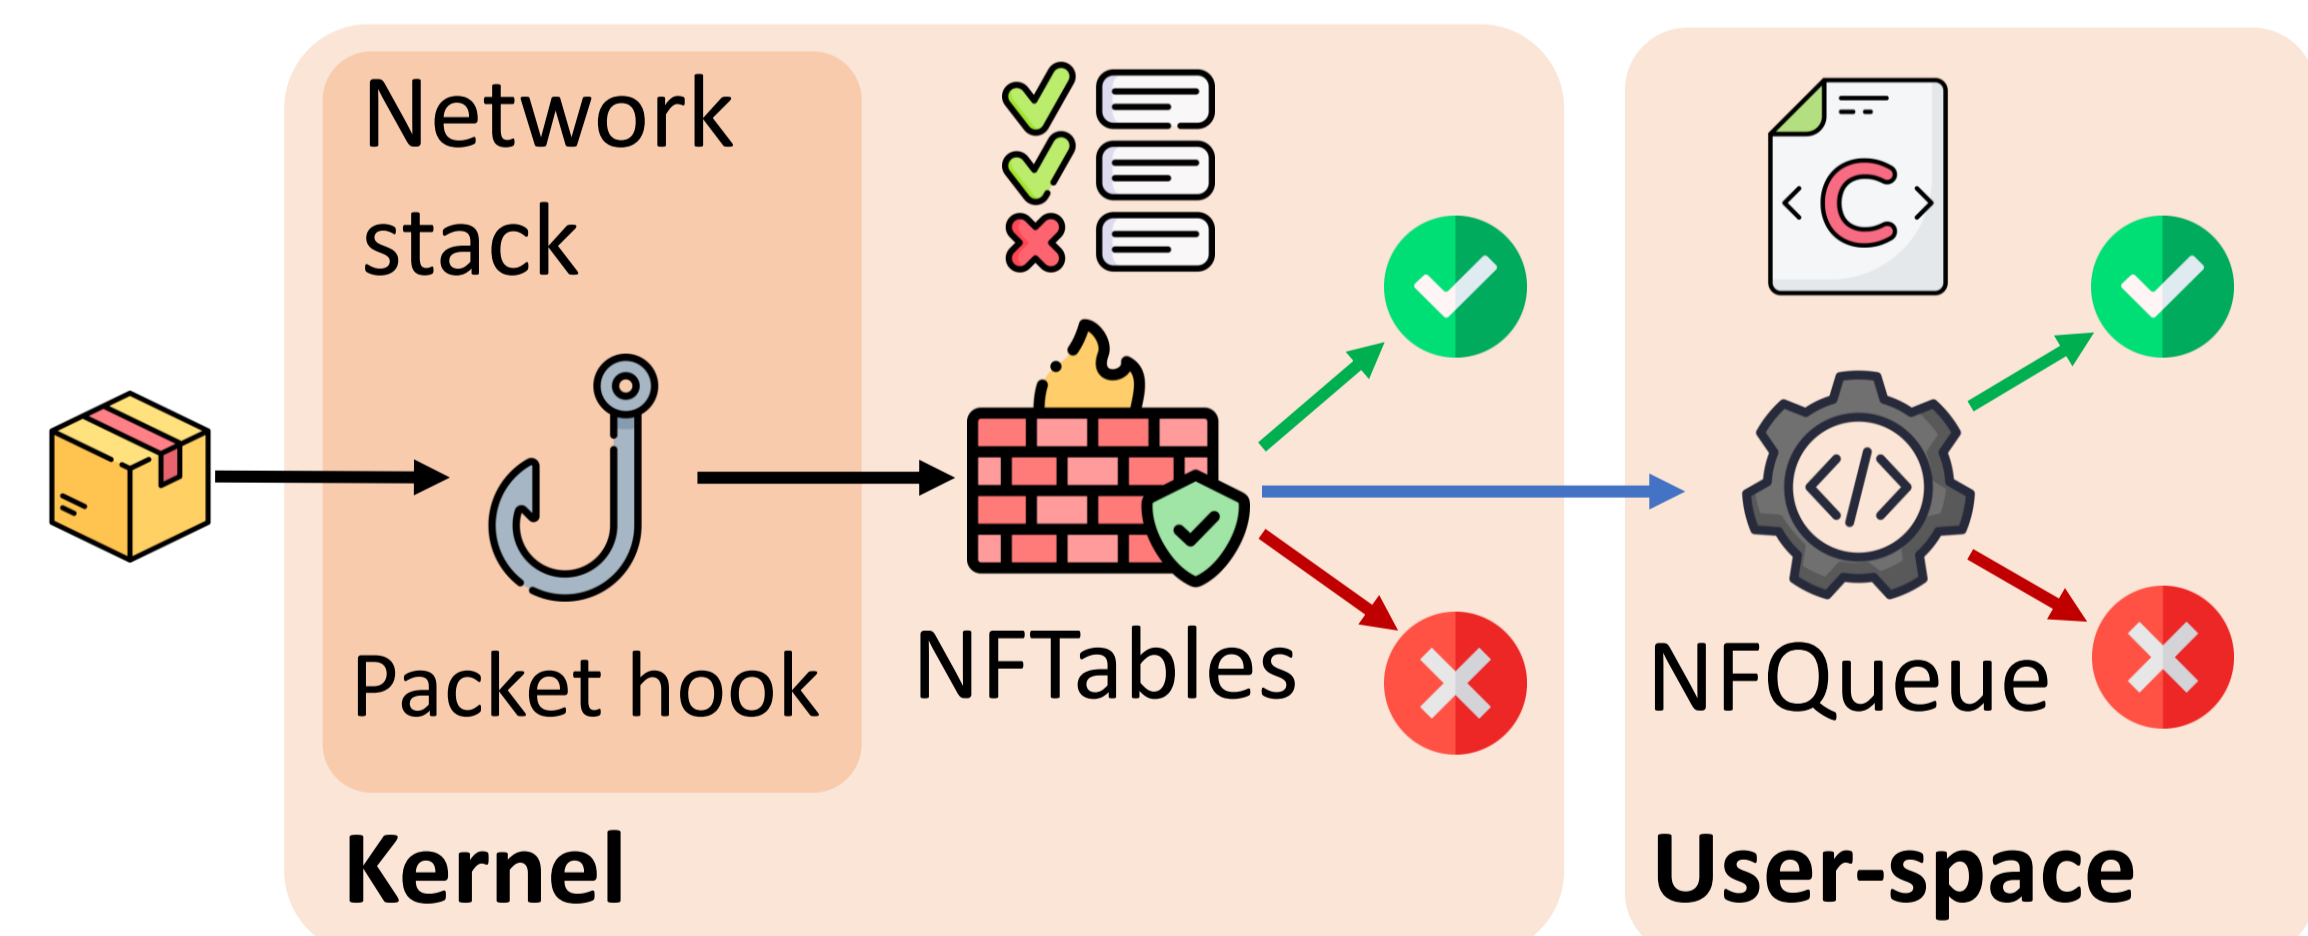 Network
stack
Packet hook
NFTables
Kernel
<C>
</>
NFQueue
User-space